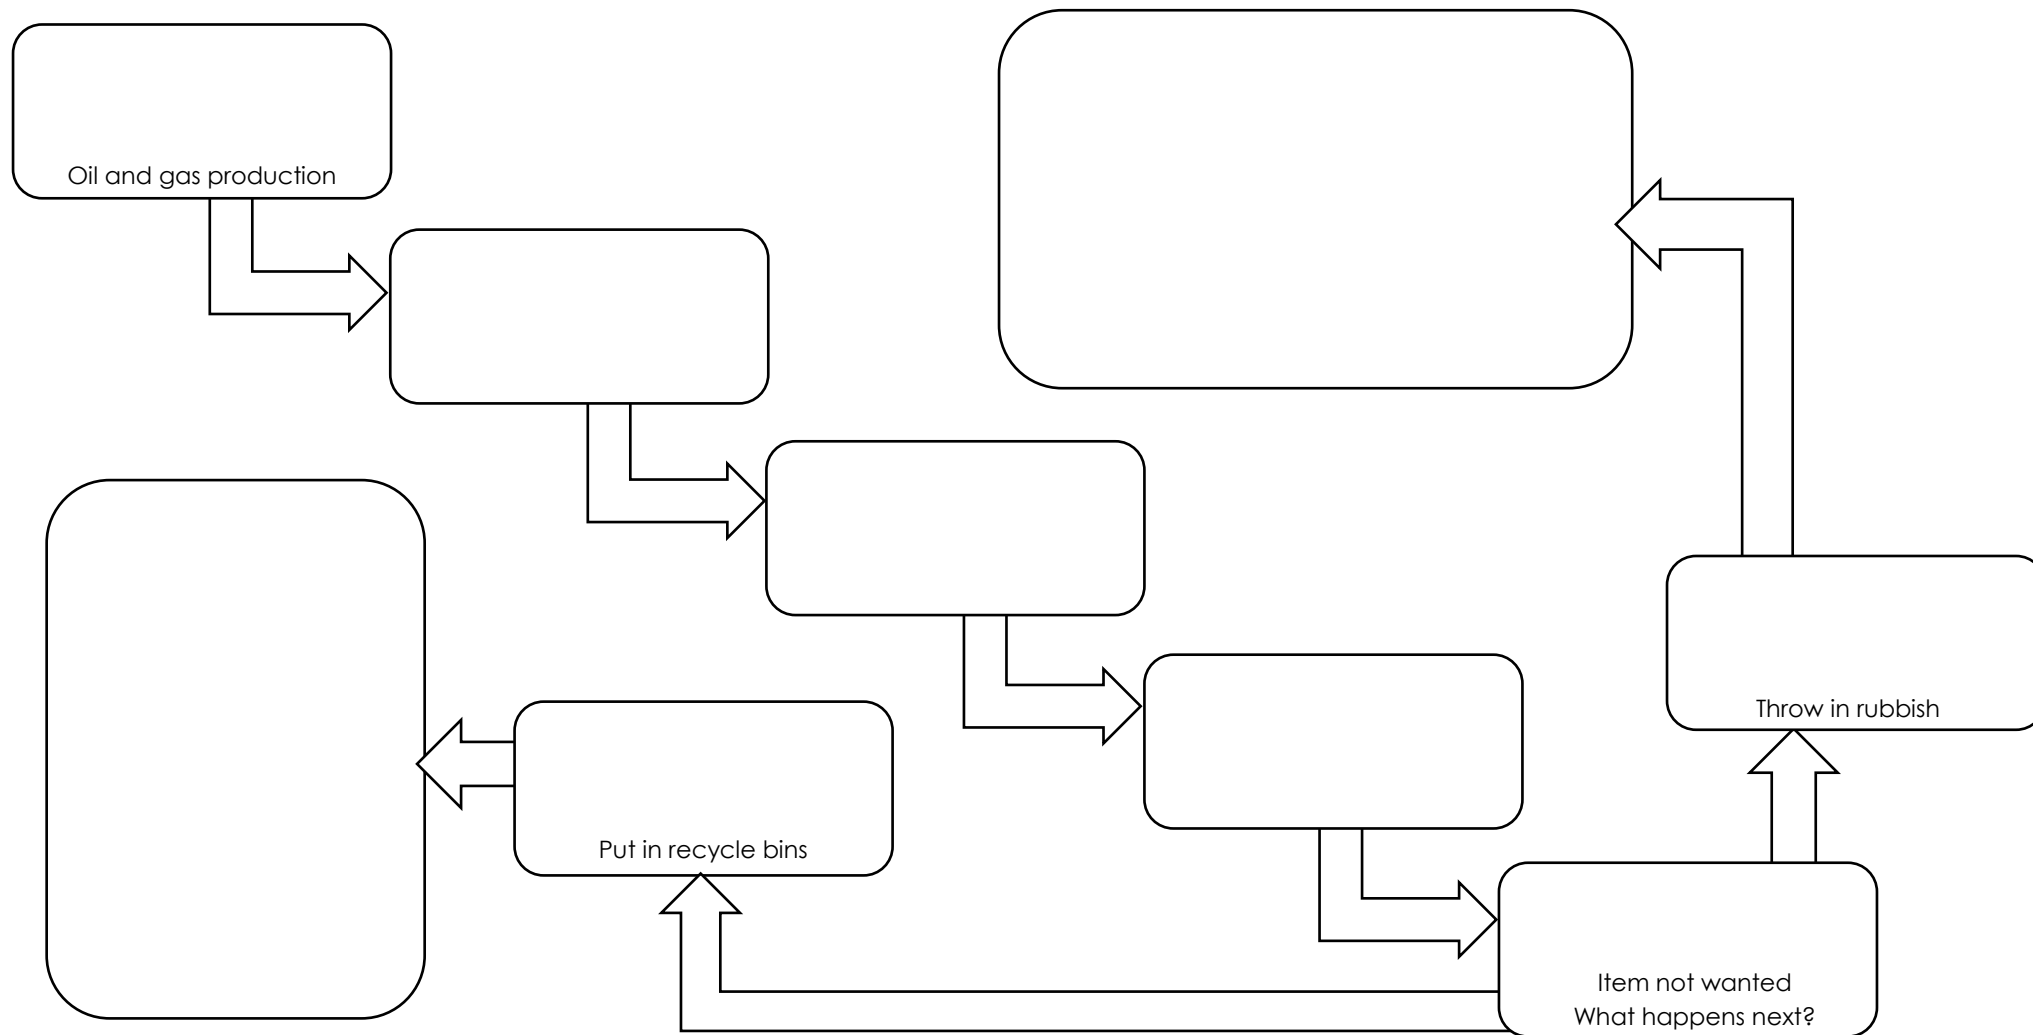 Oil and gas production
Throw in rubbish
Put in recycle bins
Item not wanted
What happens next?